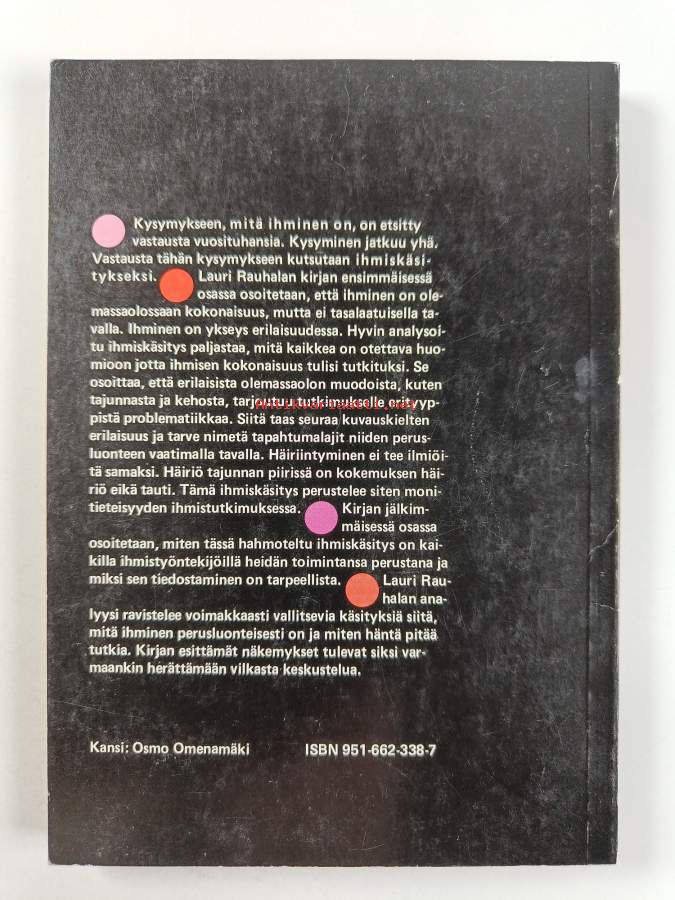 Kysymykseen, mitä ihminen on, on etsitty
vastausta vuosituhansia. Kysyminen jatkuu yhä.
Vastausta tähän kysymykseen kutsutaan ihmiskäsi-
tykseksi. Lauri Rauhalan kirjan ensimmäisessä
osassa osoitetaan, että ihminen on ole-
massaolossaan kokonaisuus, mutta ei tasalaatuisella ta-
valla. Ihminen on ykseys erilaisuudessa. Hyvin analysoi-
tu ihmiskäsitys paljastaa, mitä kaikkea on otettava huo-
mioon jotta ihmisen kokonaisuus tulisi tutkituksi. Se
osoittaa, että erilaisista olemassaolon muodoista, kuten
tajunnasta ja kehosta, tarjoutuu tutkimukselle erityyp-
antikvariaatti.net
pistä problematiikkaa. Siitä taas seuraa kuvauskielten
erilaisuus ja tarve nimetä tapahtumalajit niiden perus-
luonteen vaatimalla tavalla. Häiriintyminen ei tee ilmiöi-
tä samaksi. Häiriö tajunnan piirissä on kokemuksen häi-
riö eikä tauti. Tämä ihmiskäsitys perustelee siten moni-
tieteisyyden ihmistutkimuksessa. Kirjan jälkim-
mäisessä osassa
osoitetaan, miten tässä hahmoteltu ihmiskäsitys on kai-
killa ihmistyöntekijöillä heidän toimintansa perustana ja
miksi sen tiedostaminen on tarpeellista. Lauri Rau-
halan ana-
lyysi ravistelee voimakkaasti vallitsevia käsityksiä siitä,
mitä ihminen perusluonteisesti on ja miten häntä pitää
tutkia. Kirjan esittämät näkemykset tulevat siksi var-
maankin herättämään vilkasta keskustelua.
Kansi: Osmo Omenamäki ISBN 951-662-338-7